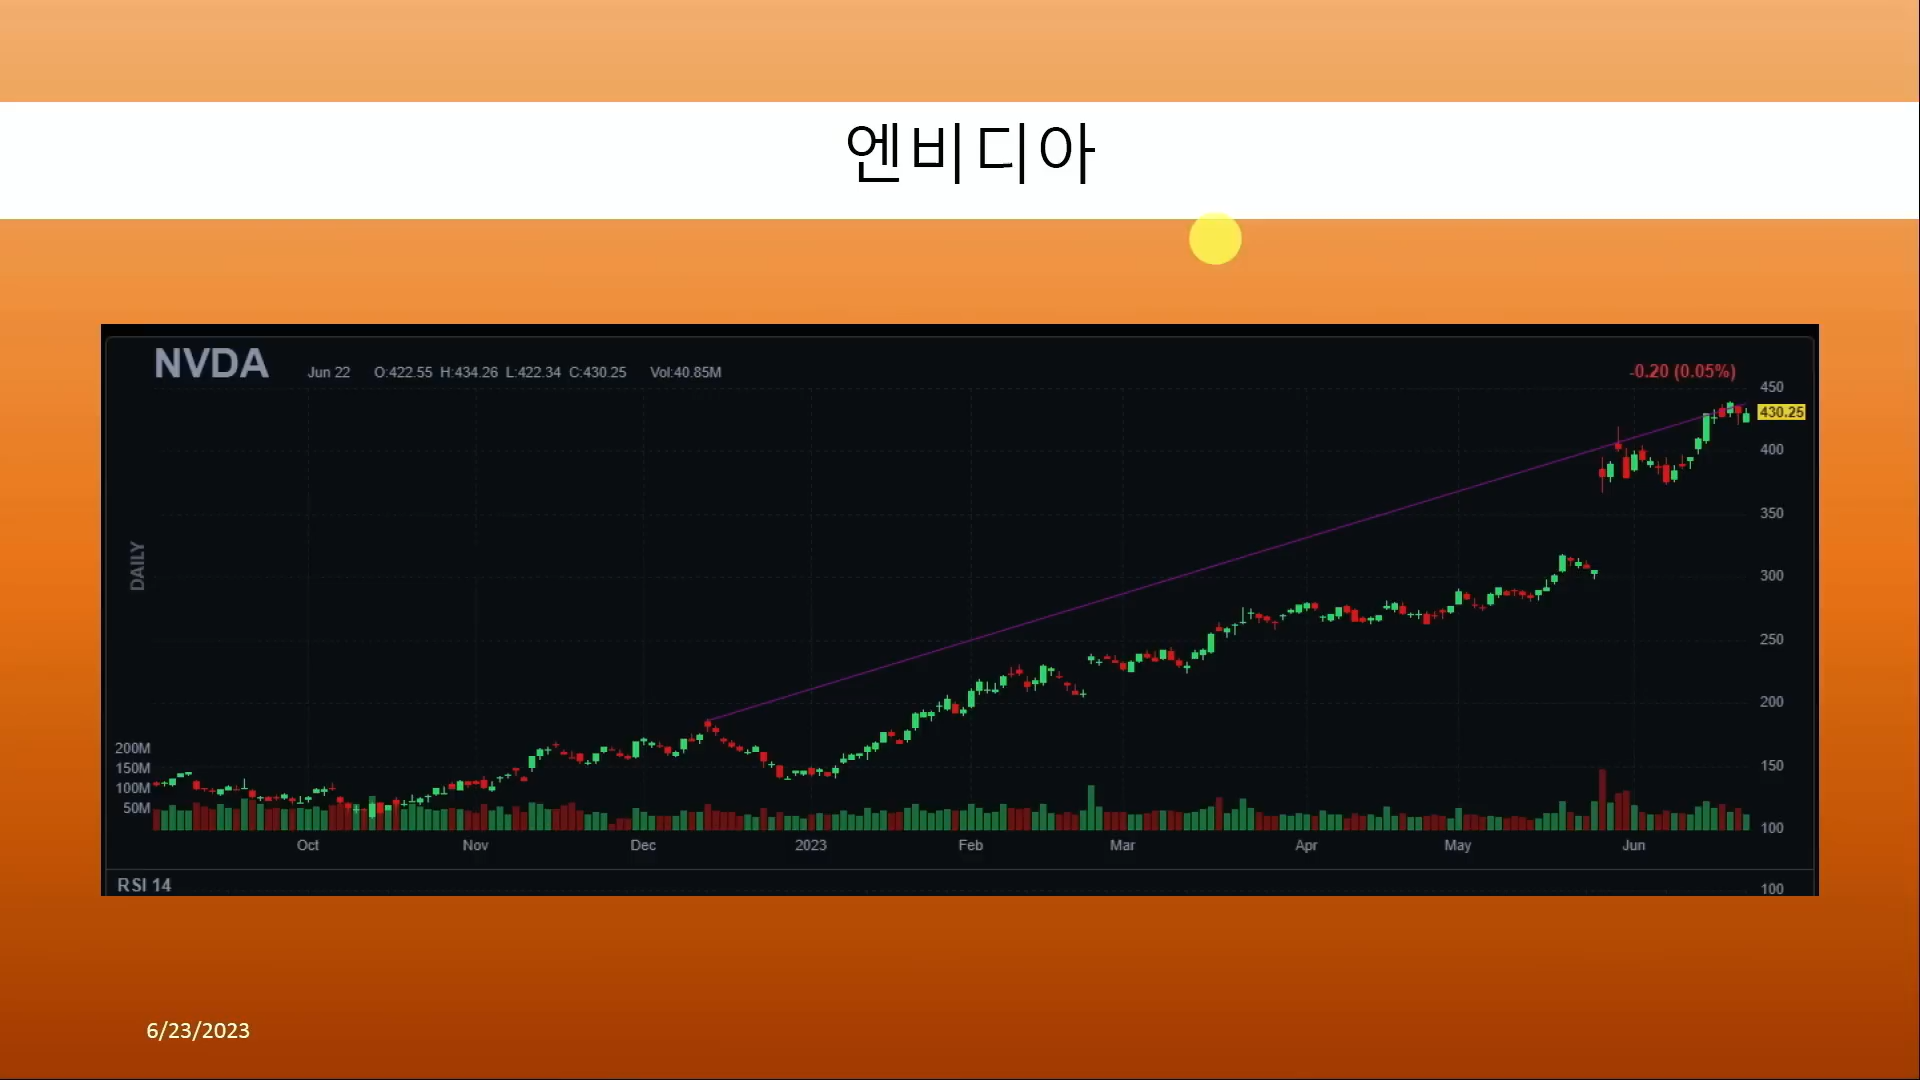 엔비디아
NVDA Jun 22 O:422.55 H:434.26 L:422.34 C:430.25 Vol:40.85M -0.20 (0.05%)
450
430.25
400
350
DAILY
300
250
200
200M
150M 150
100M
50M
100
Oct Nov Dec 2023 Feb Mar Apr May Jun
RSI 14 100
6/23/2023